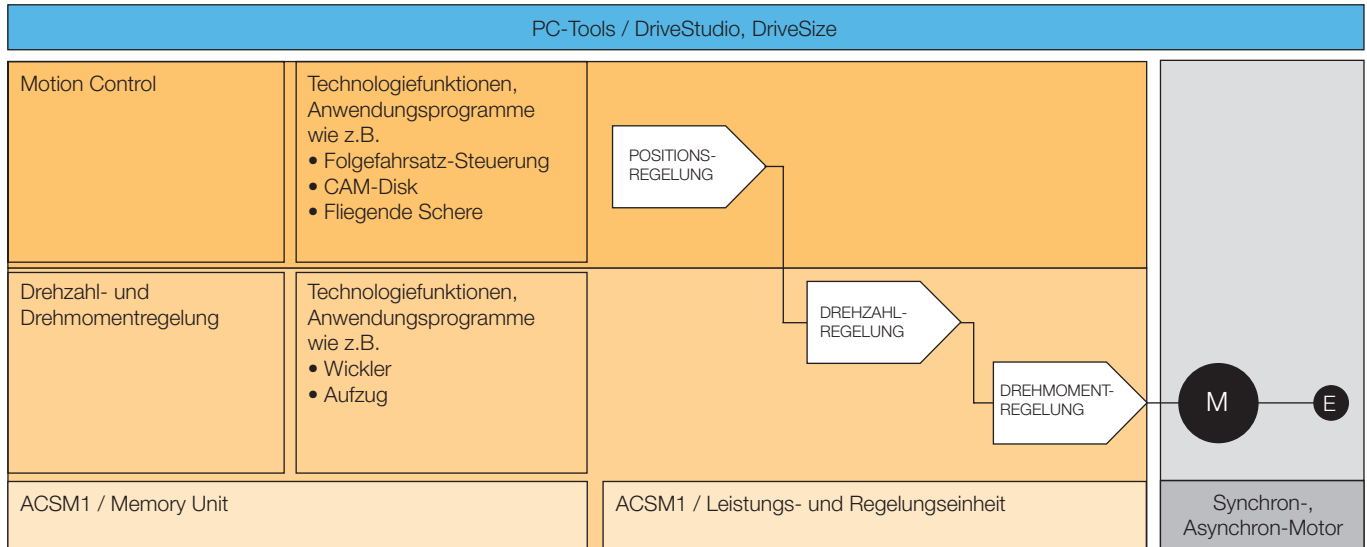 PC-Tools / DriveStudio, DriveSize
Motion Control
Technologiefunktionen,
Anwendungsprogramme
wie z.B.
• Folgefahrsatz-Steuerung
• CAM-Disk
• Fliegende Schere
POSITIONS-
REGELUNG
Drehzahl- und
Drehmomentregelung
Technologiefunktionen,
Anwendungsprogramme
wie z.B.
• Wickler
• Aufzug
DREHZAHL-
REGELUNG
DREHMOMENT-
REGELUNG
M
E
ACSM1 / Memory Unit
ACSM1 / Leistungs- und Regelungseinheit
Synchron-,
Asynchron-Motor